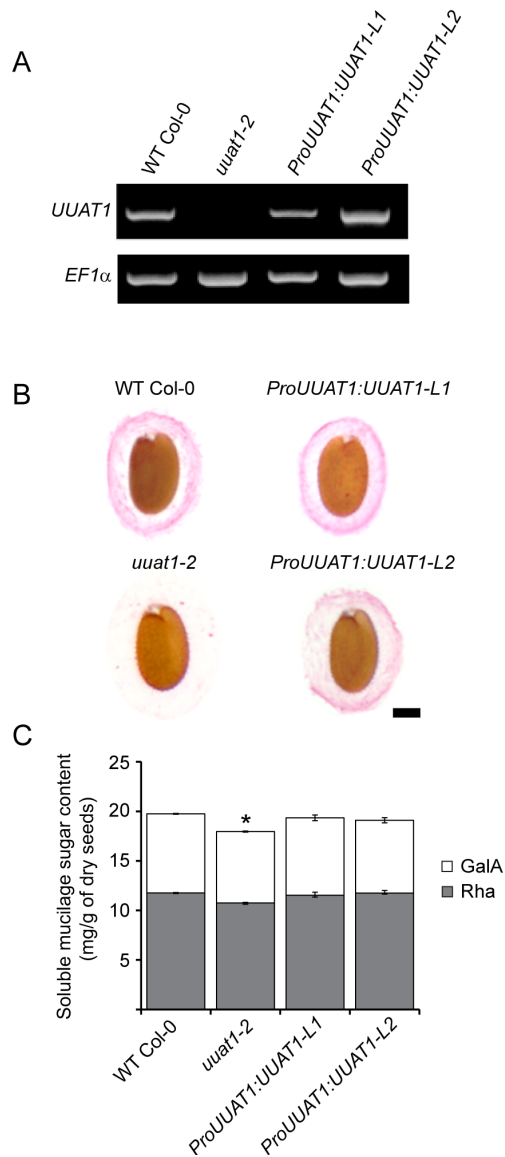 A
WT Col-0
uuat1-2
ProUUAT1:UUAT1-L1
ProUUAT1:UUAT1-L2
UUAT1
EF1α
B
WT Col-0
ProUUAT1:UUAT1-L1
uuat1-2
ProUUAT1:UUAT1-L2
C
Soluble mucilage sugar content
(mg/g of dry seeds)
25
20
15
10
5
*
GalA
Rha
WT Col-0
uuat1-2
ProUUAT1:UUAT1-L1
ProUUAT1:UUAT1-L2